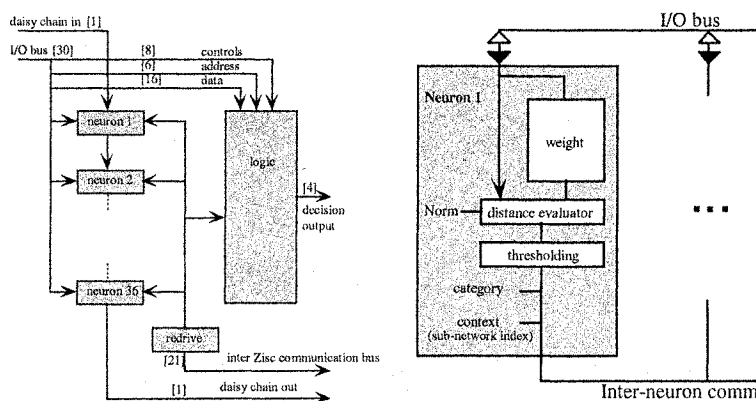 daisy chain in [1]
I/O bus [30]
[8] controls
[6] address
[16] data
neuron 1
neuron 2
logic
[4]
decision
output
neuron 36
redrive
[21]
inter Zisc communication bus
[1] daisy chain out
I/O bus
Neuron 1
weight
Norm
distance evaluator
thresholding
category
context
(sub-network index)
...
Inter-neuron comm